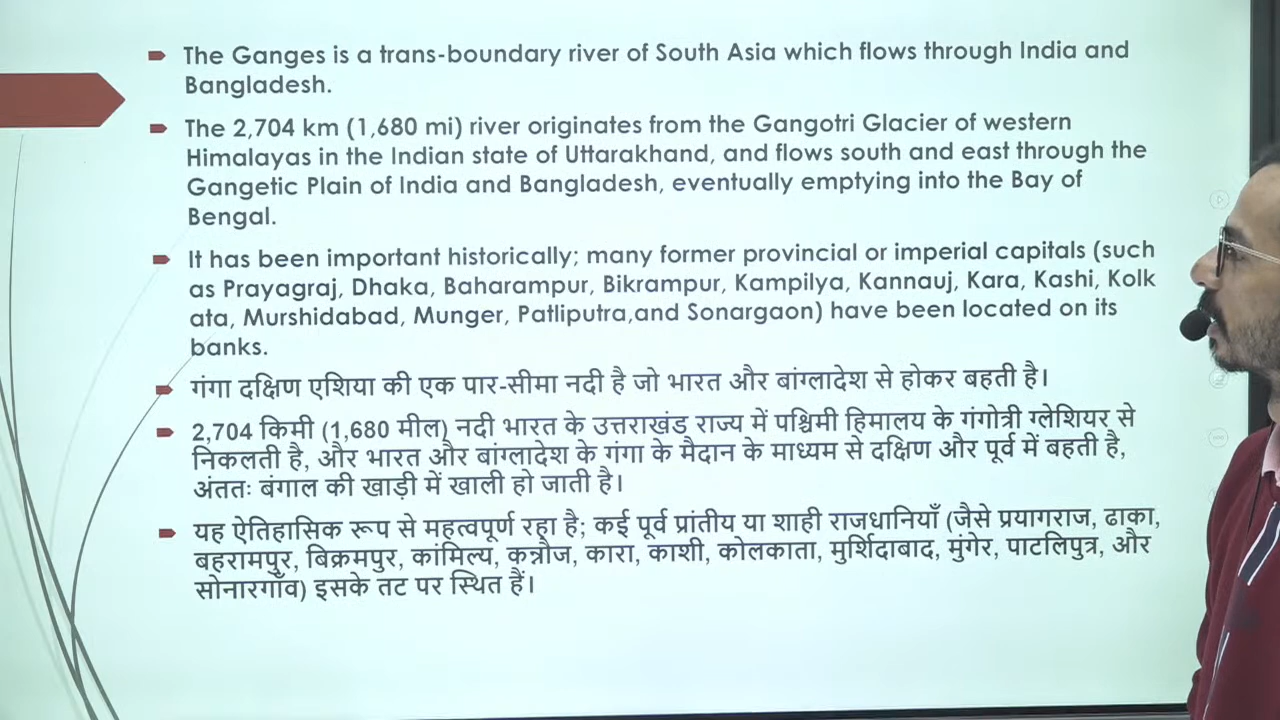 The Ganges is a trans-boundary river of South Asia which flows through India and
Bangladesh.
The 2,704 km (1,680 mi) river originates from the Gangotri Glacier of western
Himalayas in the Indian state of Uttarakhand, and flows south and east through the
Gangetic Plain of India and Bangladesh, eventually emptying into the Bay of
Bengal.
It has been important historically; many former provincial or imperial capitals (such
as Prayagraj, Dhaka, Baharampur, Bikrampur, Kampilya, Kannauj, Kara, Kashi, Kolk
ata, Murshidabad, Munger, Patliputra,and Sonargaon) have been located on its
banks.
गंगा दक्षिण एशिया की एक पार-सीमा नदी है जो भारत और बांग्लादेश से होकर बहती है।
2,704 किमी (1,680 मील) नदी भारत के उत्तराखंड राज्य में पश्चिमी हिमालय के गंगोत्री ग्लेशियर से
निकलती है, और भारत और बांग्लादेश के गंगा के मैदान के माध्यम से दक्षिण और पूर्व में बहती है,
अंततः बंगाल की खाड़ी में खाली हो जाती है।
यह ऐतिहासिक रूप से महत्वपूर्ण रहा है; कई पूर्व प्रांतीय या शाही राजधानियाँ (जैसे प्रयागराज, ढाका,
बहरामपुर, बिक्रमपुर, कांमिल्य, कन्नौज, कारा, काशी, कोलकाता, मुर्शिदाबाद, मुंगेर, पाटलिपुत्र, और
सोनारगाँव) इसके तट पर स्थित हैं।